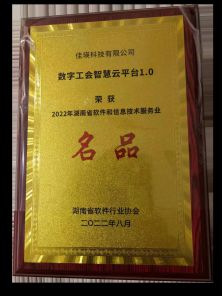 佳瑛科技有限公司
数字工会智慧云平台1.0
荣获
2022年湖南省软件和信息技术服务业
名品
湖南省软件行业协会
二〇二二年八月